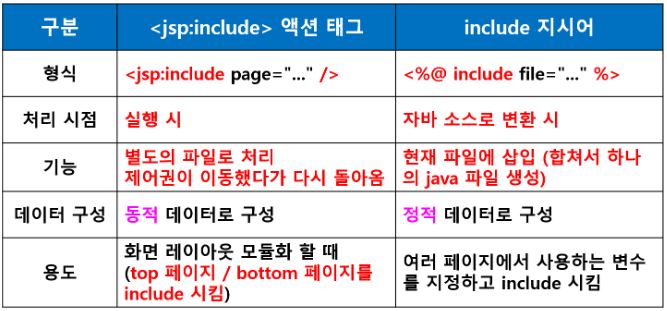 구분 <jsp:include> 액션 태그 include 지시어
형식 <jsp:include page="..." /> <%@ include file="..." %>
처리 시점 실행 시 자바 소스로 변환 시
기능
별도의 파일로 처리
제어권이 이동했다가 다시 돌아옴
현재 파일에 삽입 (합쳐서 하나
의 java 파일 생성)
데이터 구성 동적 데이터로 구성 정적 데이터로 구성
용도
화면 레이아웃 모듈화 할 때
(top 페이지 / bottom 페이지를
include 시킴)
여러 페이지에서 사용하는 변수
를 지정하고 include 시킴